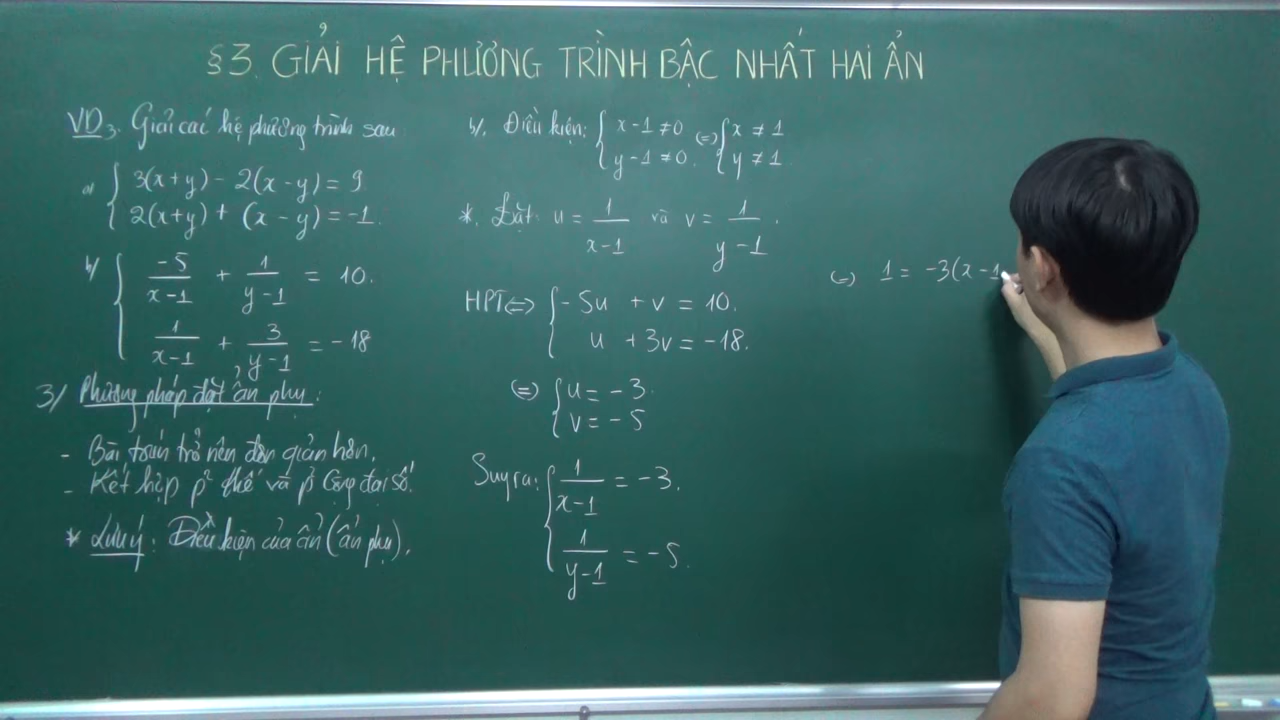 §3. GIẢI HỆ PHƯƠNG TRÌNH BẬC NHẤT HAI ẨN
VD3. Giải các hệ phương trình sau
a) { 3(x+y) - 2(x-y) = 9
2(x+y) + (x-y) = -1.
b) { -5/(x-1) + 1/(y-1) = 10.
1/(x-1) + 3/(y-1) = -18
3/ Phương pháp đặt ẩn phụ:
- Bài toán trở nên đơn giản hơn.
- Kết hợp p² thế và p² cộng đại số.
* Lưu ý: Điều kiện của ẩn (ẩn phụ).
b/. Điều kiện: { x-1 ≠ 0 (=) { x ≠ 1
y-1 ≠ 0. y ≠ 1
*. Đặt: u = 1/(x-1) và v = 1/(y-1).
HPT <=> { -5u + v = 10.
u + 3v = -18.
(=) { u = -3.
v = -5
Suy ra: { 1/(x-1) = -3.
1/(y-1) = -5.
(=) 1 = -3(x-1